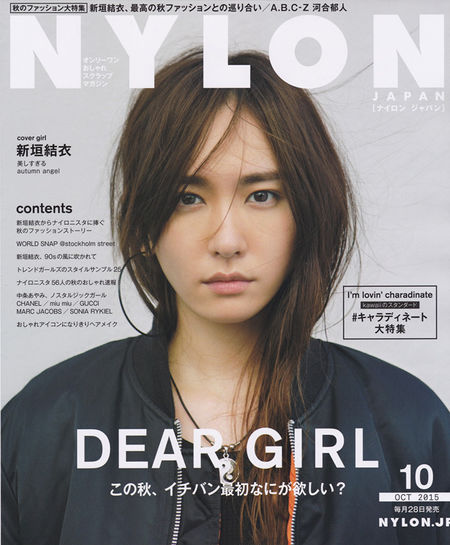 秋のファッション大特集 新垣結衣、最高の秋ファッションとの巡り合い／A.B.C-Z 河合郁人
NYLON
オンリーワン
おしゃれ
スクラップ
マガジン
JAPAN
[ナイロン ジャパン]
cover girl
新垣結衣
美しすぎる
autumn angel
contents
新垣結衣からナイロニスタに捧ぐ
秋のファッションストーリー
WORLD SNAP @stockholm street
新垣結衣、90sの風に吹かれて
トレンドガールズのスタイルサンプル25
ナイロニスタ56人の秋のおしゃれ速報
中条あやみ、ノスタルジックガール
CHANEL／miu miu／GUCCI
MARC JACOBS／SONIA RYKIEL
おしゃれアイコンになりきりヘアメイク
i'm lovin' charadinate
kawaiiのスタンダード
#キャラディネート
大特集
DEAR GIRL
この秋、イチバン最初なにが欲しい？
10
OCT 2015
毎月28日発売
NYLON.JP